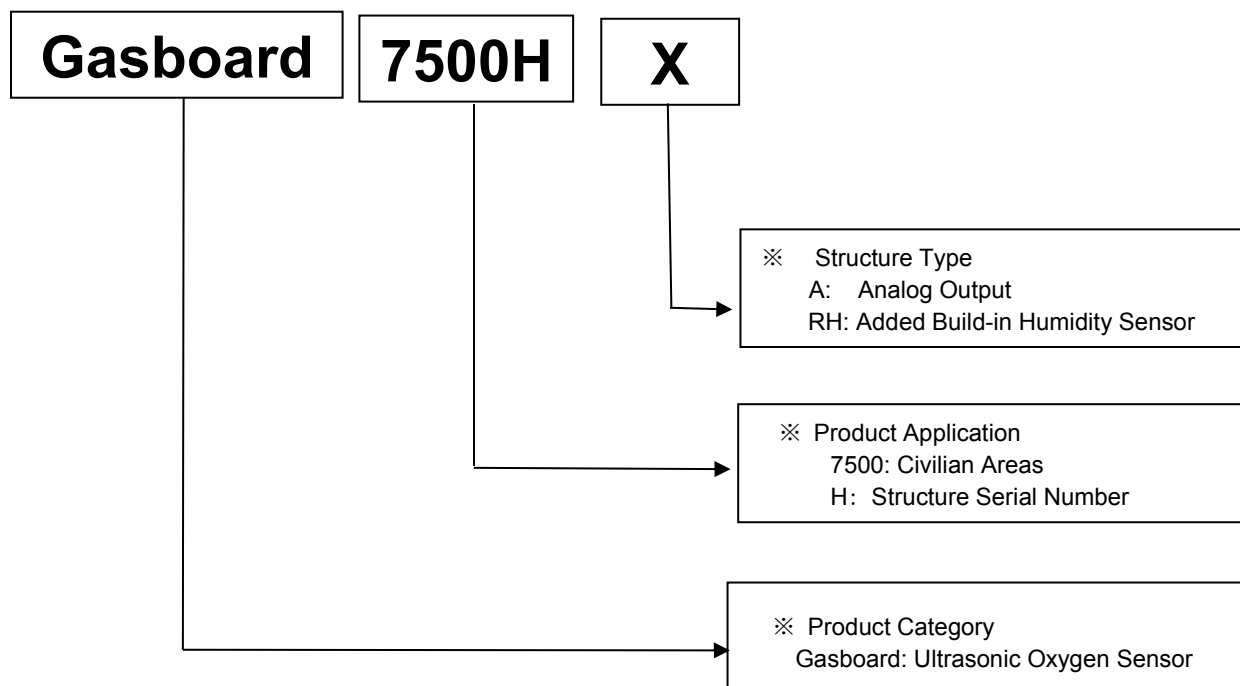 Gasboard 7500H X
※ Structure Type
A: Analog Output
RH: Added Build-in Humidity Sensor
※ Product Application
7500: Civilian Areas
H： Structure Serial Number
※ Product Category
Gasboard: Ultrasonic Oxygen Sensor